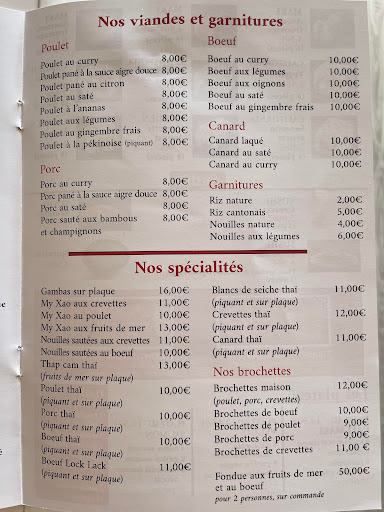 Nos viandes et garnitures
Poulet
Poulet au curry 8,00€
Poulet pané à la sauce aigre douce 8,00€
Poulet pané au citron 8,00€
Poulet au saté 8,00€
Poulet à l'ananas 8,00€
Poulet aux légumes 8,00€
Poulet au gingembre frais 8,00€
Poulet à la pékinoise (piquant) 8,00€
Porc
Porc au curry 8,00€
Porc pané à la sauce aigre douce 8,00€
Porc au saté 8,00€
Porc sauté aux bambous 8,00€
et champignons
Boeuf
Boeuf au curry 10,00€
Boeuf aux légumes 10,00€
Boeuf aux oignons 10,00€
Boeuf au saté 10,00€
Boeuf au gingembre frais 10,00€
Canard
Canard laqué 10,00€
Canard au saté 10,00€
Canard au curry 10,00€
Garnitures
Riz nature 2,00€
Riz cantonais 5,00€
Nouilles nature 4,00€
Nouilles aux légumes 6,00€
Nos spécialités
Gambas sur plaque 16,00€
My Xao aux crevettes 11,00€
My Xao au poulet 10,00€
My Xao aux fruits de mer 13,00€
Nouilles sautées aux crevettes 11,00€
Nouilles sautées au boeuf 10,00€
Thap cam thaï 13,00€
(fruits de mer sur plaque)
Poulet thaï 10,00€
(piquant et sur plaque)
Porc thaï 10,00€
(piquant et sur plaque)
Boeuf thaï 10,00€
(piquant et sur plaque)
Boeuf Lock Lack 11,00€
Blancs de seiche thaï 11,00€
(piquant et sur plaque)
Crevettes thaï 12,00€
(piquant et sur plaque)
Canard thaï 11,00€
(piquant et sur plaque)
Nos brochettes
Brochettes maison 12,00€
(poulet, porc, crevettes)
Brochettes de boeuf 10,00€
Brochettes de poulet 9,00€
Brochettes de porc 9,00€
Brochettes de crevettes 11,00€
Fondue aux fruits de mer 50,00€
et au boeuf
pour 2 personnes, sur commande